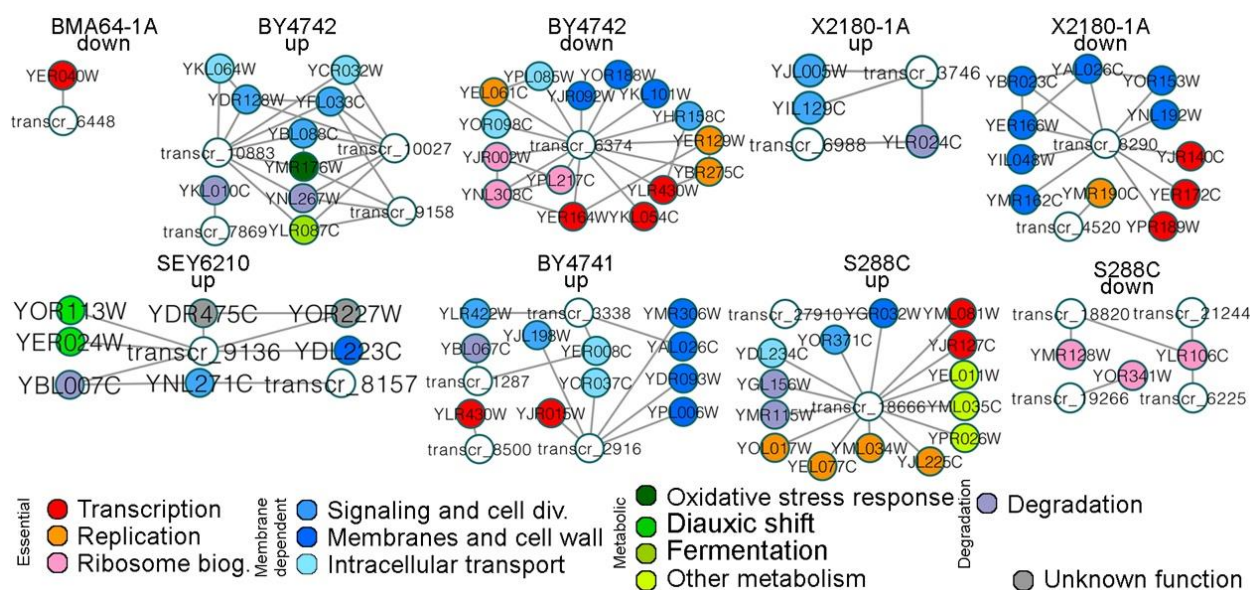 BMA64-1A
down
YER040W
transcr_6448
BY4742
up
YKL064W
YCR032W
YDR128W
YFL033C
YBL088C
transcr_10883
transcr_10027
YMR176W
YKL010C
YNL267W
transcr_9158
transcr_7869
YLR087C
BY4742
down
YPL085W
YOR188W
YEL061C
YJR092W
YKL101W
YOR098C
YHR158C
YER129W
transcr_6374
YJR002W
YPL217C
YBR275C
YNL308C
YLR430W
YER164W
YKL054C
X2180-1A
up
YJL005W
transcr_3746
YIL129C
transcr_6988
YLR024C
X2180-1A
down
YBR023C
YAL026C
YOR153W
YER166W
YNL192W
transcr_8290
YIL048W
YJR140C
YMR162C
YMR190C
YER172C
transcr_4520
YPR189W
SEY6210
up
YOR113W
YDR475C
YOR227W
YER024W
transcr_9136
YDL223C
YBL007C
YNL271C
transcr_8157
BY4741
up
YLR422W
transcr_3338
YMR306W
YJL198W
YBL067C
YER008C
YAL026C
transcr_1287
YCR037C
YDR093W
YLR430W
YJR015W
YPL006W
transcr_8500
transcr_2916
S288C
up
transcr_27910
YGR032W
YML081W
YOR371C
YJR127C
YDL234C
YEL011W
YGL156W
YMR115W
transcr_18666
YML035C
YOL017W
YML034W
YPR026W
YEL077C
YJL225C
S288C
down
transcr_18820
transcr_21244
YMR128W
YLR106C
YOR341W
transcr_19266
transcr_6225
Essential
Transcription
Replication
Ribosome biog.
Membrane
dependent
Signaling and cell div.
Membranes and cell wall
Intracellular transport
Metabolic
Oxidative stress response
Diauxic shift
Fermentation
Other metabolism
Degradation
Degradation
Unknown function